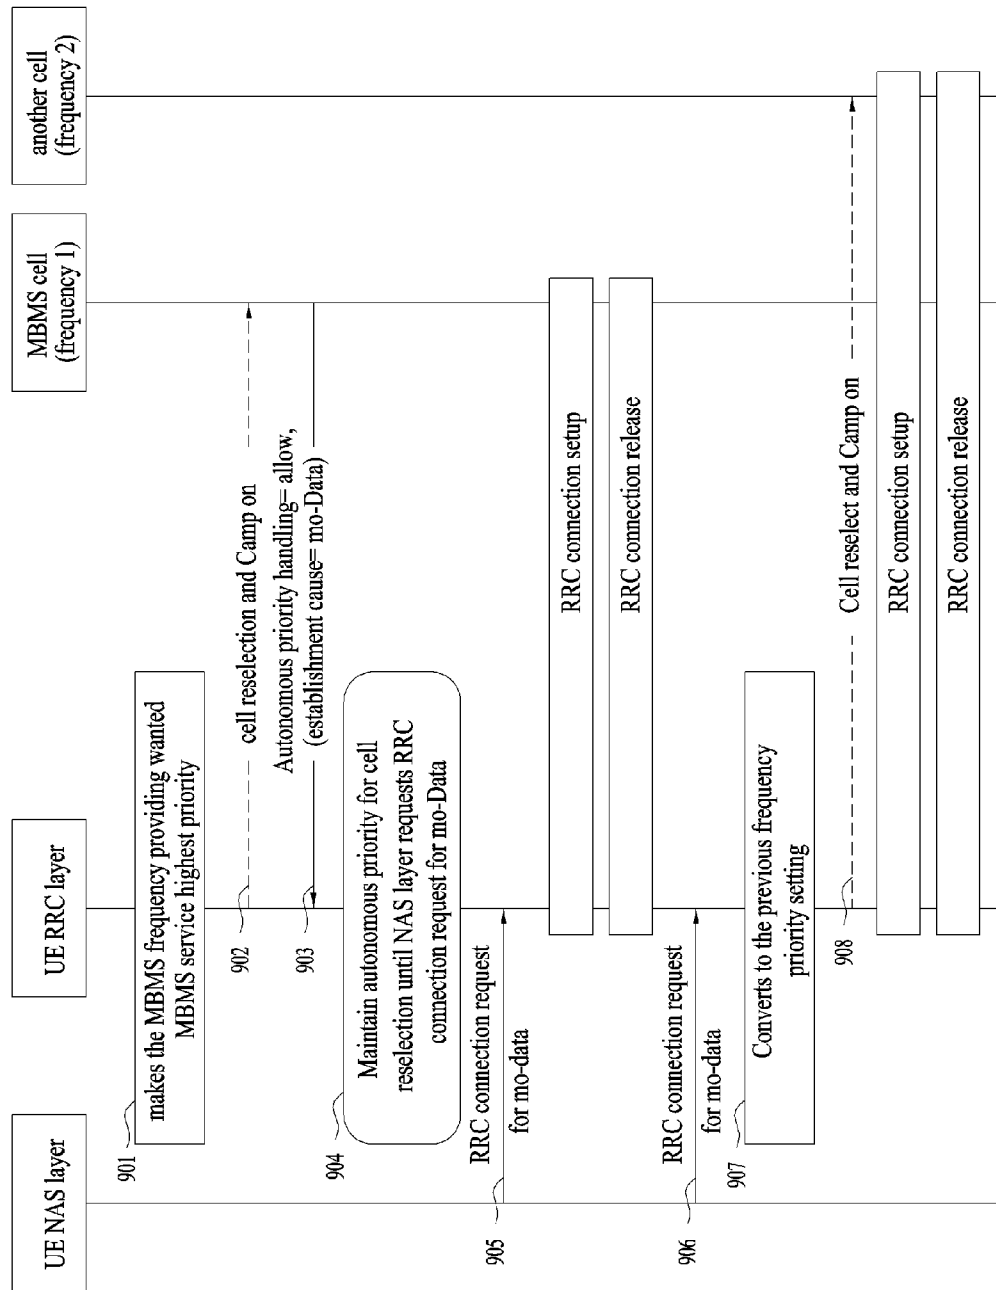 UE NAS layer
UE RRC layer
MBMS cell
(frequency 1)
another cell
(frequency 2)
901
makes the MBMS frequency providing wanted
MBMS service highest priority
902
cell reselection and Camp on
903
Autonomous priority handling= allow,
(establishment cause= mo-Data)
904
Maintain autonomous priority for cell
reselection until NAS layer requests RRC
connection request for mo-Data
905
RRC connection request
for mo-data
RRC connection setup
RRC connection release
906
RRC connection request
for mo-data
907
Converts to the previous frequency
priority setting
908
Cell reselect and Camp on
RRC connection setup
RRC connection release